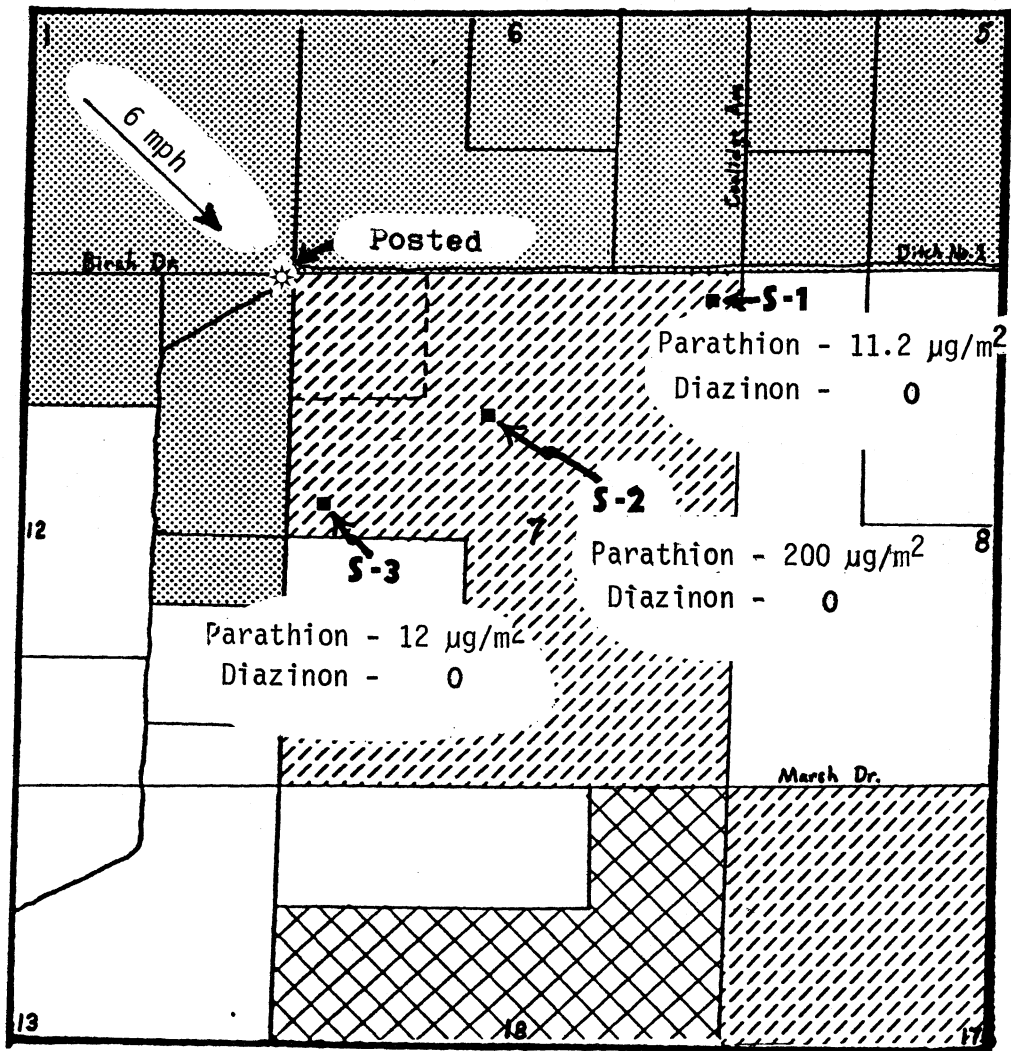 1
6
5
6 mph
Coolidge Ave
Posted
Birch Dr.
Ditch No. 2
S-1
Parathion - 11.2 µg/m²
Diazinon - 0
S-2
12
7
8
Parathion - 200 µg/m²
Diazinon - 0
S-3
Parathion - 12 µg/m²
Diazinon - 0
Marsh Dr.
13
18
17